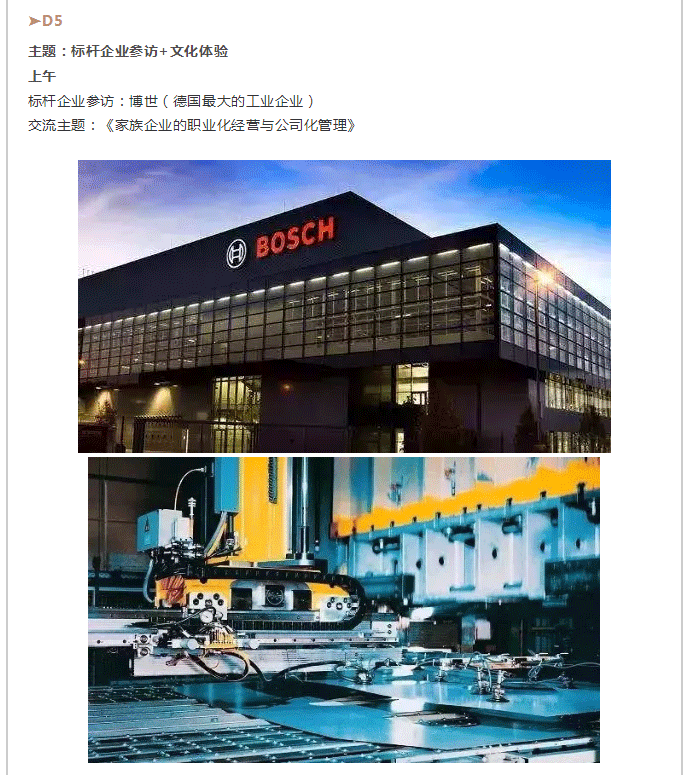 ➤D5
主题：标杆企业参访+文化体验
上午
标杆企业参访：博世（德国最大的工业企业）
交流主题：《家族企业的职业化经营与公司化管理》
BOSCH